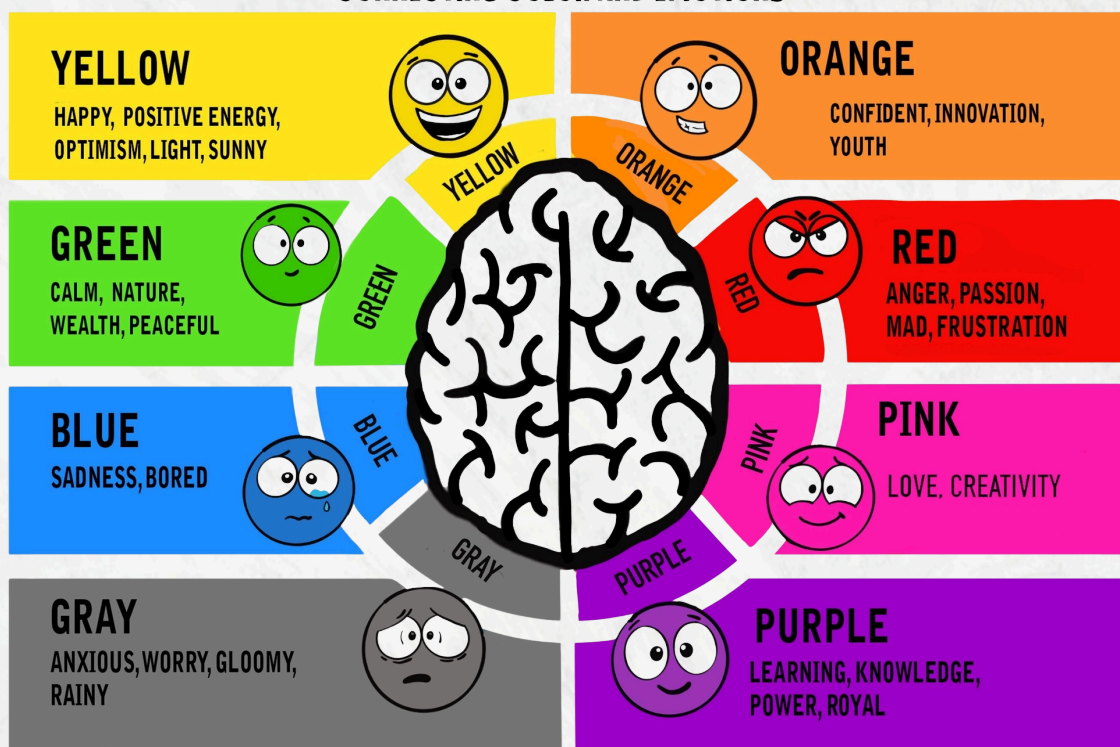 YELLOW
HAPPY, POSITIVE ENERGY,
OPTIMISM, LIGHT, SUNNY
ORANGE
CONFIDENT, INNOVATION,
YOUTH
YELLOW
ORANGE
GREEN
CALM, NATURE,
WEALTH, PEACEFUL
GREEN
RED
RED
ANGER, PASSION,
MAD, FRUSTRATION
BLUE
SADNESS, BORED
BLUE
PINK
PINK
LOVE, CREATIVITY
GRAY
PURPLE
GRAY
ANXIOUS, WORRY, GLOOMY,
RAINY
PURPLE
LEARNING, KNOWLEDGE,
POWER, ROYAL